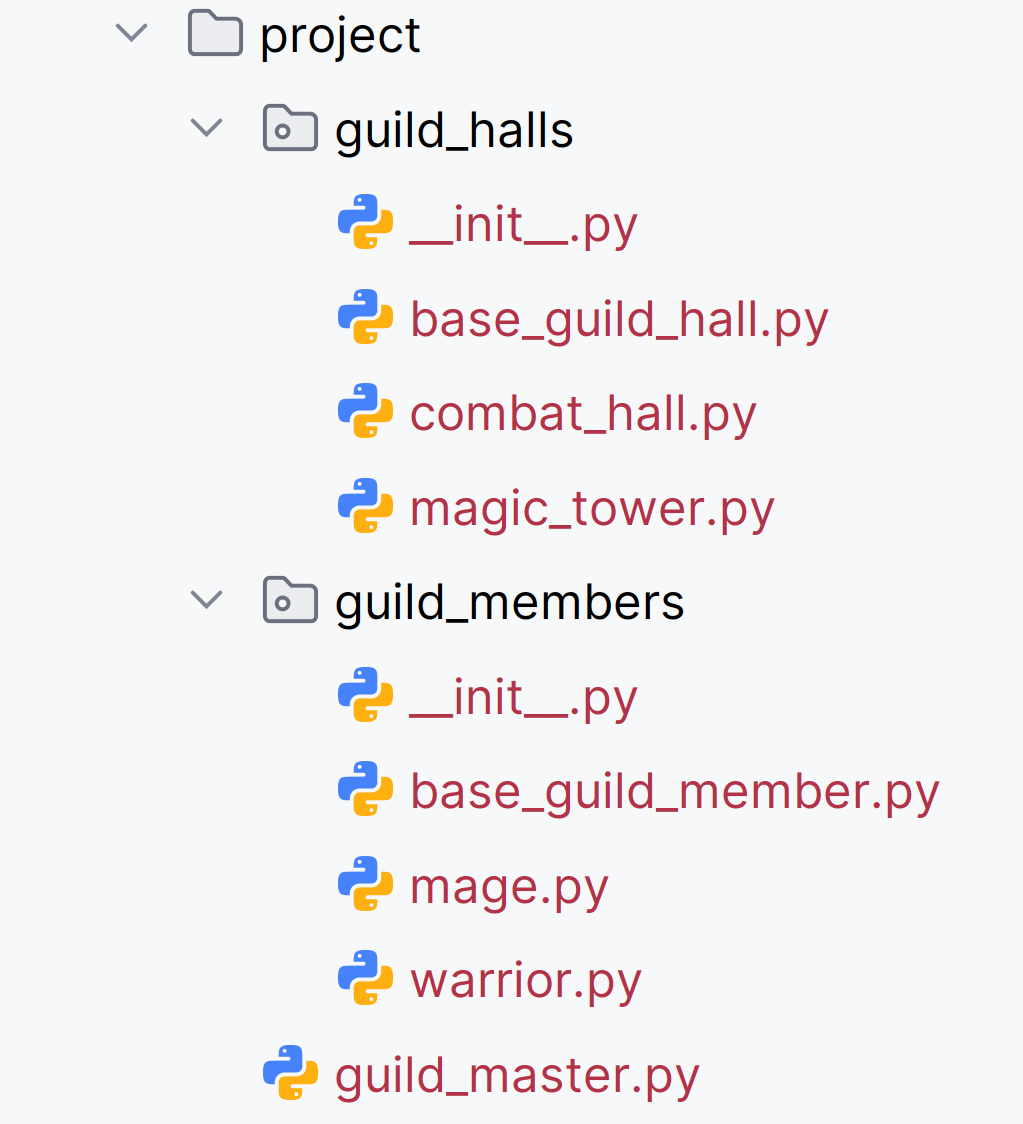 project
guild_halls
__init__.py
base_guild_hall.py
combat_hall.py
magic_tower.py
guild_members
__init__.py
base_guild_member.py
mage.py
warrior.py
guild_master.py